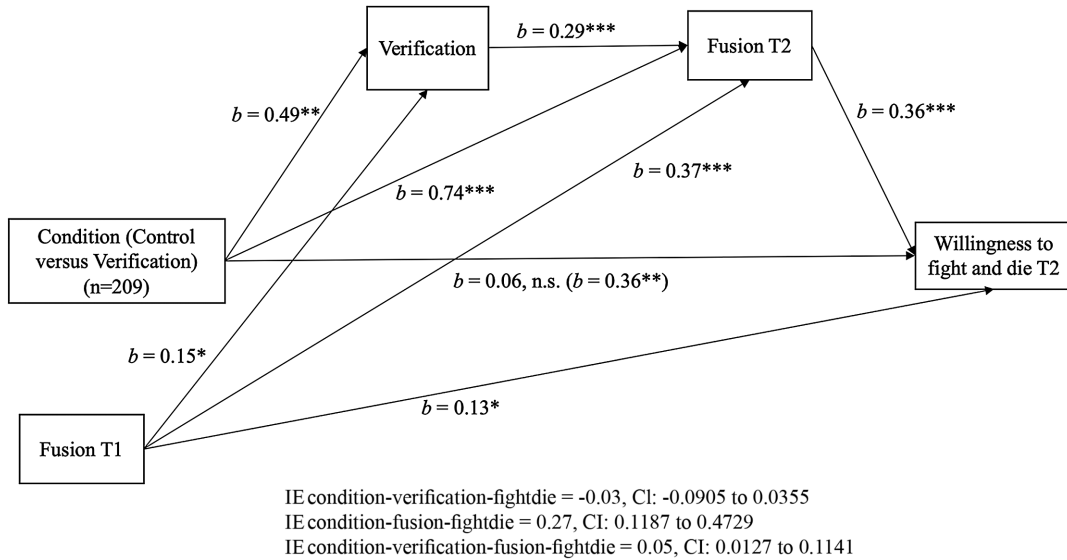 b = 0.29***
Verification
Fusion T2
b = 0.49**
b = 0.36***
b = 0.74***
b = 0.37***
Condition (Control
versus Verification)
(n=209)
Willingness to
fight and die T2
b = 0.06, n.s. (b = 0.36**)
b = 0.15*
b = 0.13*
Fusion T1
IE condition-verification-fightdie = -0.03, Cl: -0.0905 to 0.0355
IE condition-fusion-fightdie = 0.27, CI: 0.1187 to 0.4729
IE condition-verification-fusion-fightdie = 0.05, CI: 0.0127 to 0.1141